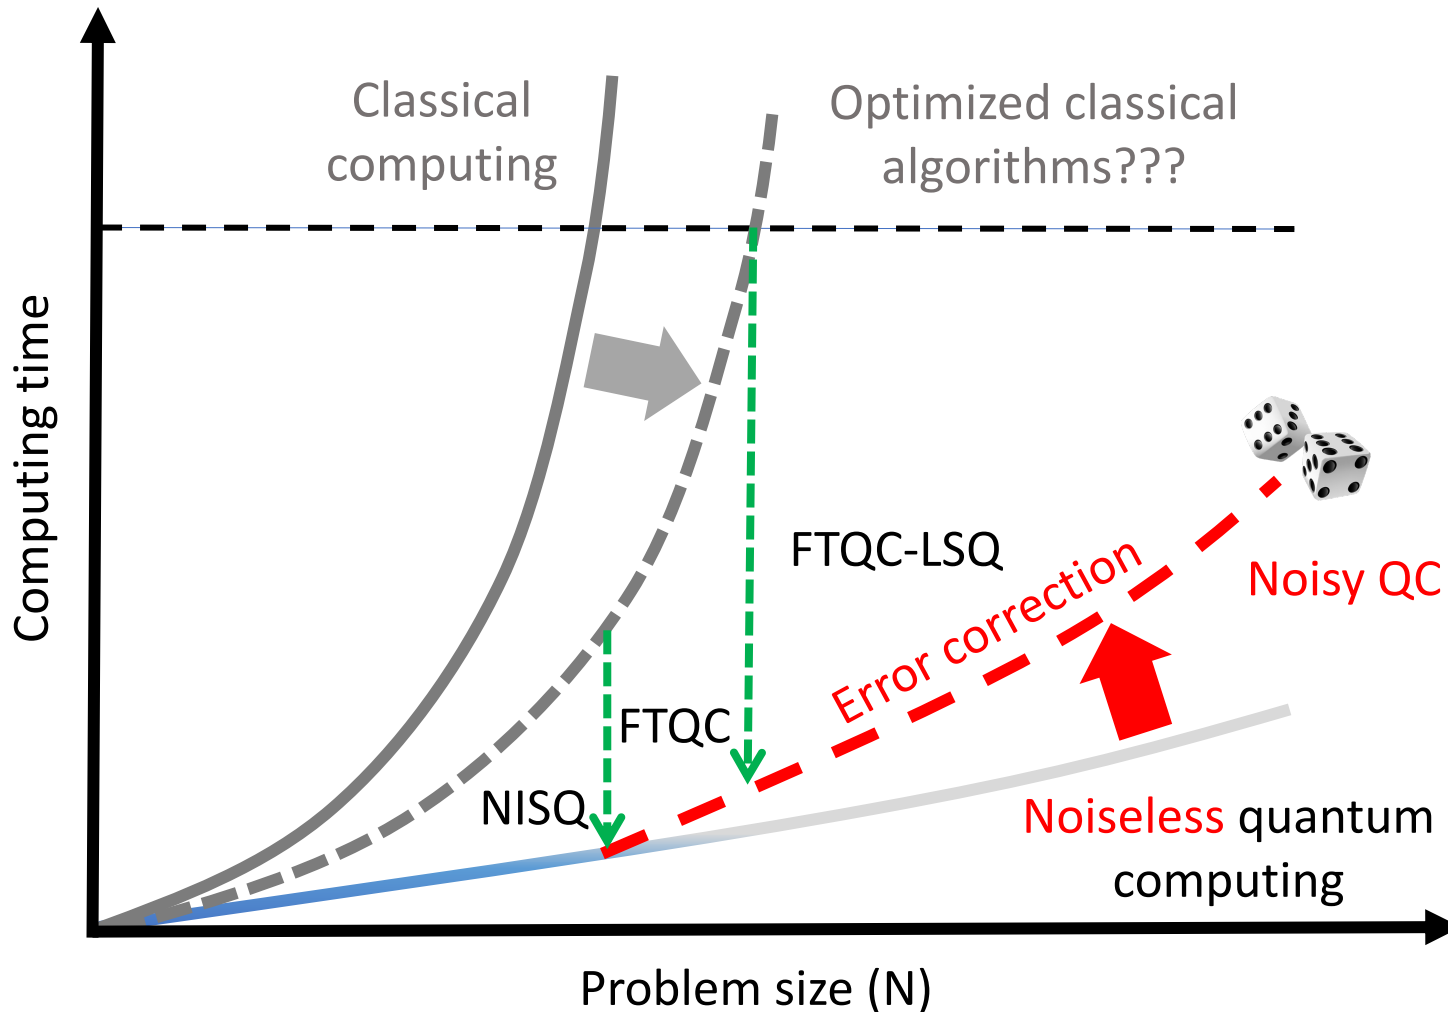 Classical
computing
Optimized classical
algorithms???
Computing time
FTQC-LSQ
Error correction
Noisy QC
FTQC
NISQ
Noiseless quantum
computing
Problem size (N)